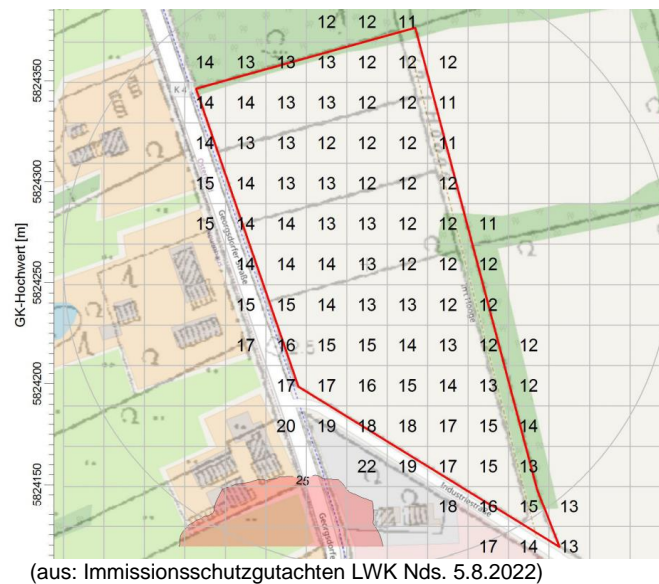 12 12 11
14 13 13 13 12 12 12
5824350
K 4
14 14 13 13 12 12 11
14 13 13 12 12 12 11
5824300
15 14 13 13 12 12 12
15 14 14 13 13 12 12 11
Georgsdorfer Straße
GK-Hochwert [m]
14 14 14 13 12 12 12
5824250
15 15 14 13 13 12 12
17 16 15 15 14 13 12 12
5824200
17 17 16 15 14 13 12
20 19 18 18 17 15 14
5824150
25
22 19 17 15 13
Industriestraße
18 16 15 13
Georgsdorfer
17 14 13
(aus: Immissionsschutzgutachten LWK Nds. 5.8.2022)